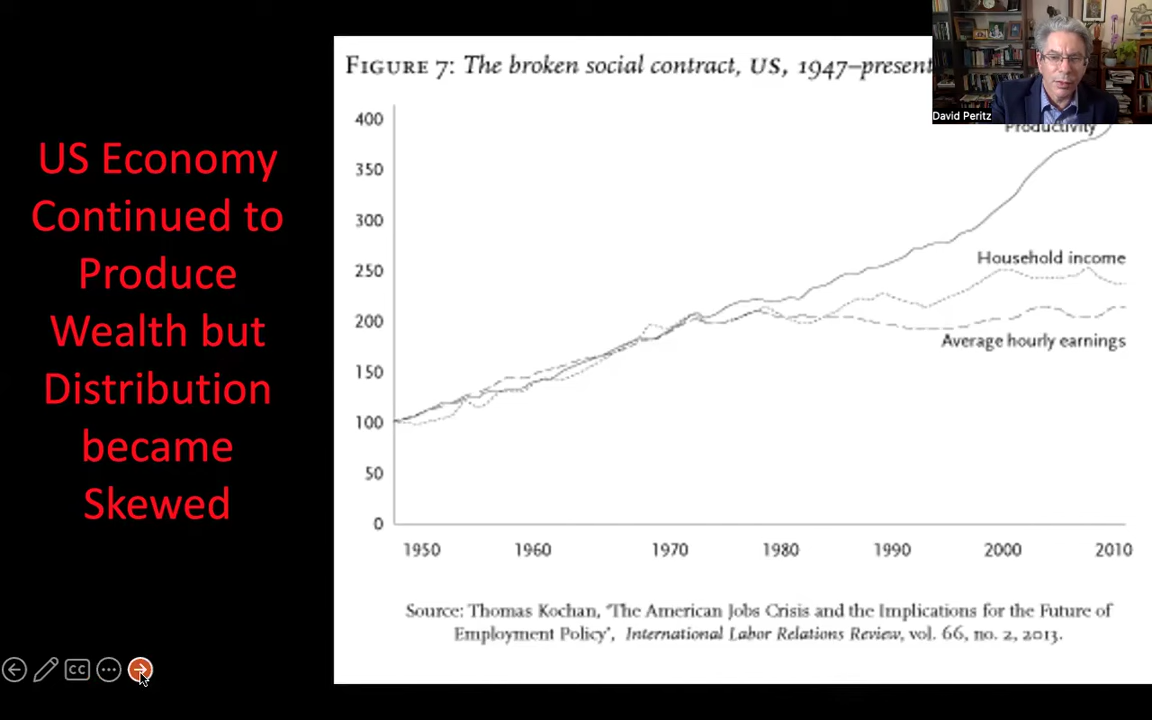 US Economy
Continued to
Produce
Wealth but
Distribution
became
Skewed
FIGURE 7: The broken social contract, US, 1947–present
David Peritz
Productivity
400
350
300
250
200
150
100
50
0
Household income
Average hourly earnings
1950 1960 1970 1980 1990 2000 2010
Source: Thomas Kochan, ‘The American Jobs Crisis and the Implications for the Future of
Employment Policy’, International Labor Relations Review, vol. 66, no. 2, 2013.
CC